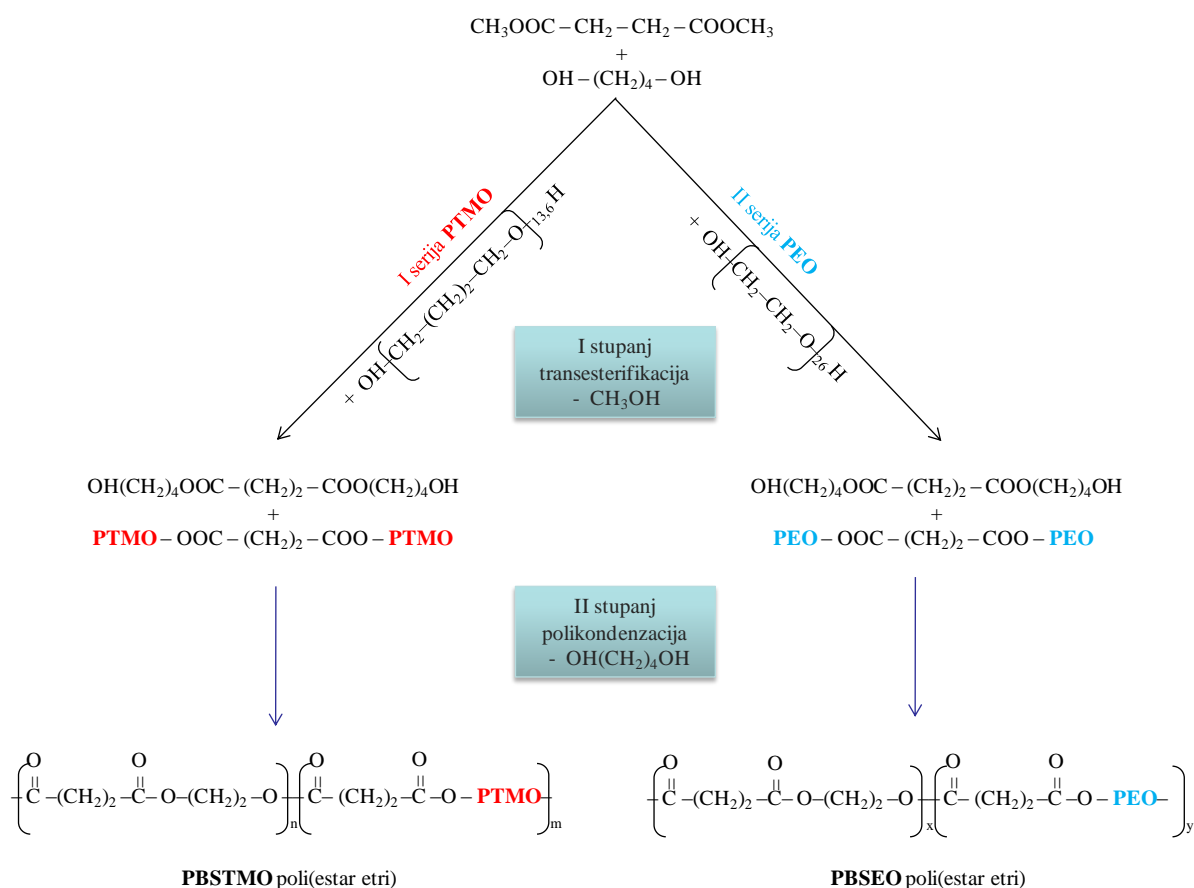 CH₃OOC – CH₂ – CH₂ – COOCH₃
+
OH – (CH₂)₄ – OH
I serija PTMO
+ OH–(CH₂–(CH₂)₂–CH₂–O)13,6 H
II serija PEO
+ OH–(CH₂–CH₂–O)26 H
I stupanj
transesterifikacija
- CH₃OH
OH(CH₂)₄OOC – (CH₂)₂ – COO(CH₂)₄OH
+
PTMO – OOC – (CH₂)₂ – COO – PTMO
OH(CH₂)₄OOC – (CH₂)₂ – COO(CH₂)₄OH
+
PEO – OOC – (CH₂)₂ – COO – PEO
II stupanj
polikondenzacija
- OH(CH₂)₄OH
O O O O
–(C –(CH₂)₂– C –O–(CH₂)₂– O)n–(C –(CH₂)₂– C –O – PTMO)m–
PBSTMO poli(estar etri)
O O O O
–(C –(CH₂)₂– C –O–(CH₂)₂– O)x–(C –(CH₂)₂– C –O – PEO)y–
PBSEO poli(estar etri)